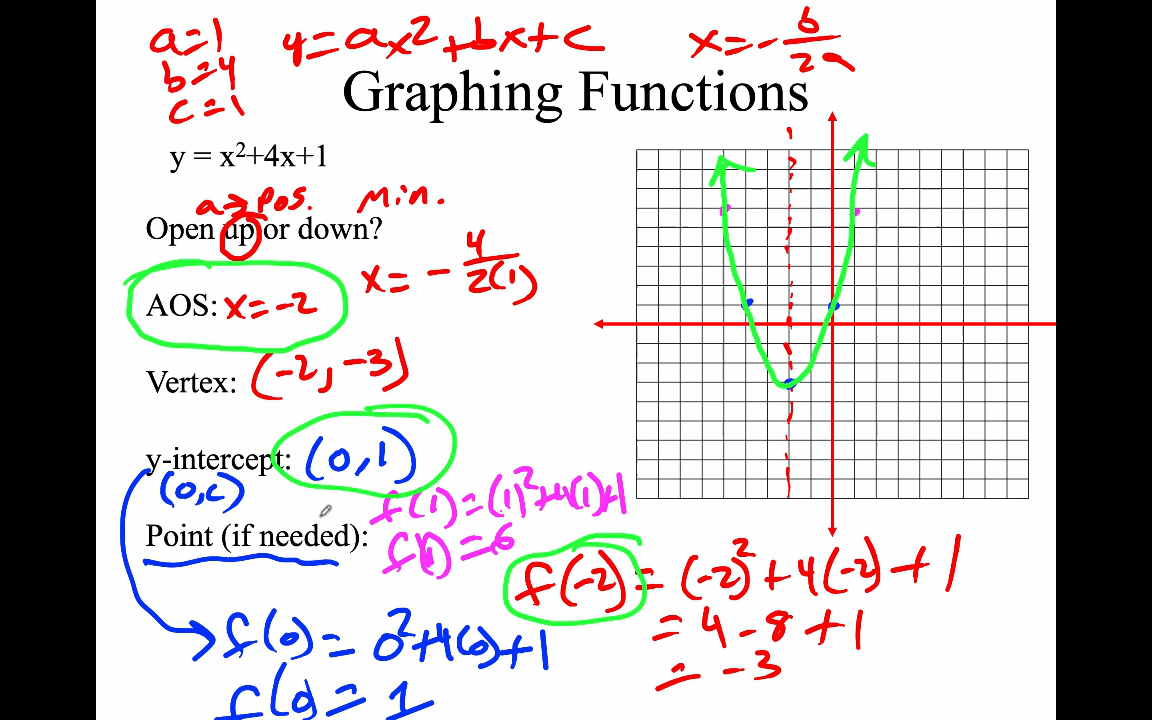 a=1
b=4
c=1
y=ax²+bx+c
x=-b/2a
Graphing Functions
y = x²+4x+1
a→pos. Min.
Open up or down?
x= -4/2(1)
AOS: x=-2
Vertex: (-2,-3)
y-intercept: (0,1)
(0,c)
f(1)=(1)²+4(1)+1
Point (if needed):
f(1)=6
f(-2)=(-2)²+4(-2)+1
=4-8+1
=-3
f(0)=0²+4(0)+1
f(0)=1